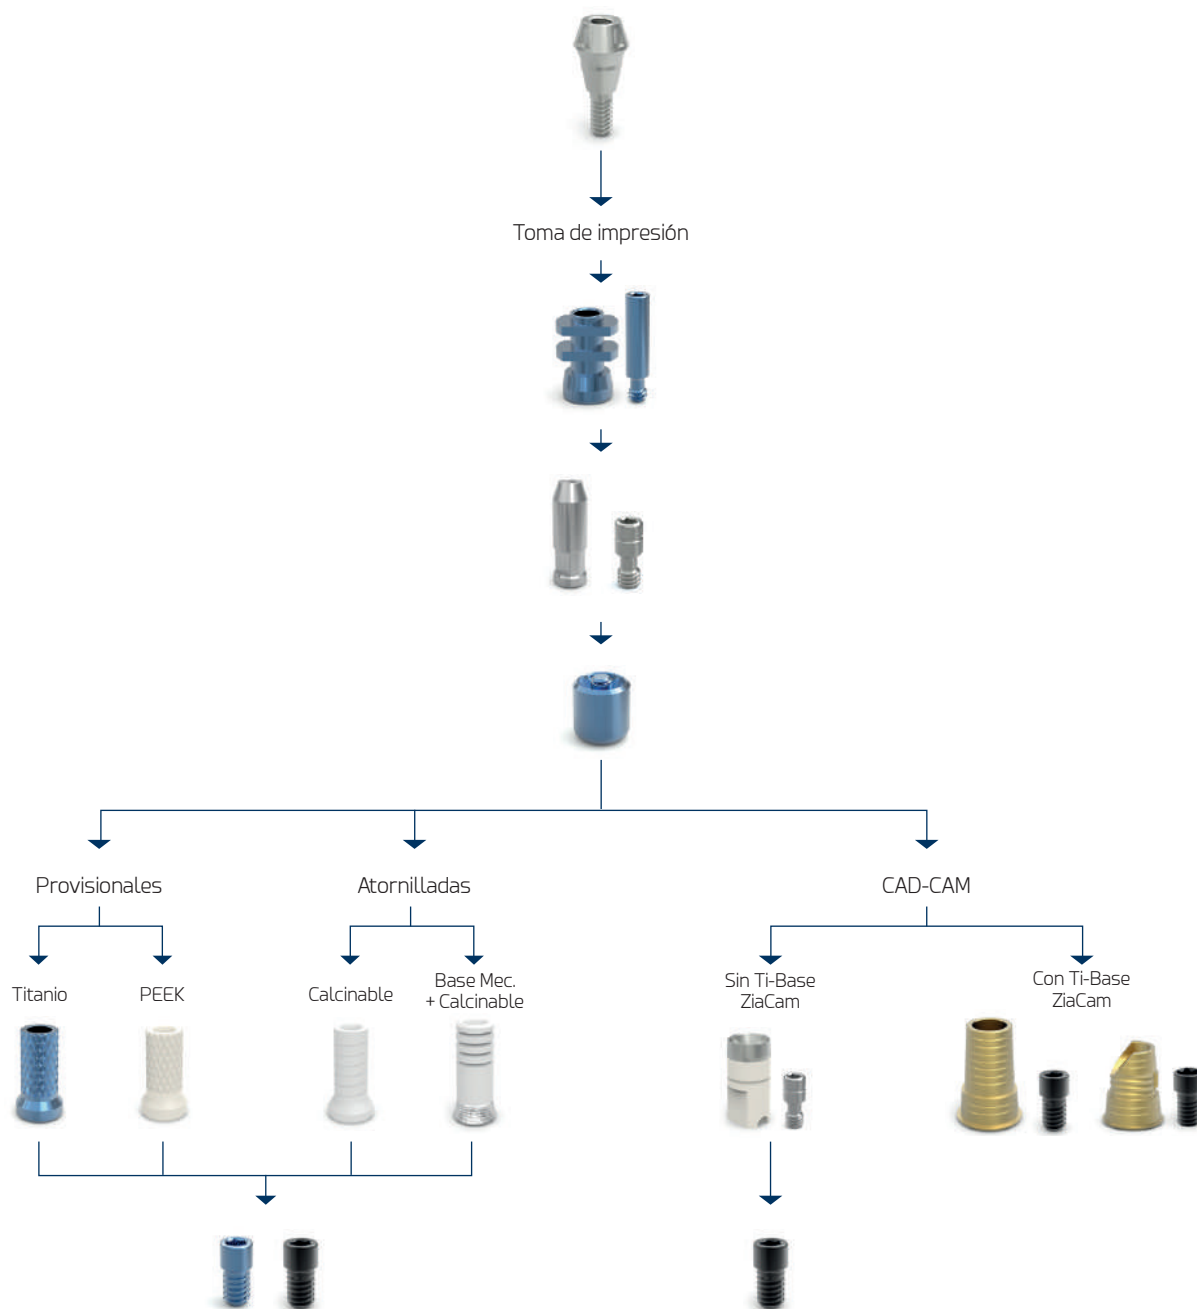 Toma de impresión
Provisionales
Atornilladas
CAD-CAM
Titanio
PEEK
Calcinable
Base Mec.
+ Calcinable
Sin Ti-Base
ZiaCam
Con Ti-Base
ZiaCam